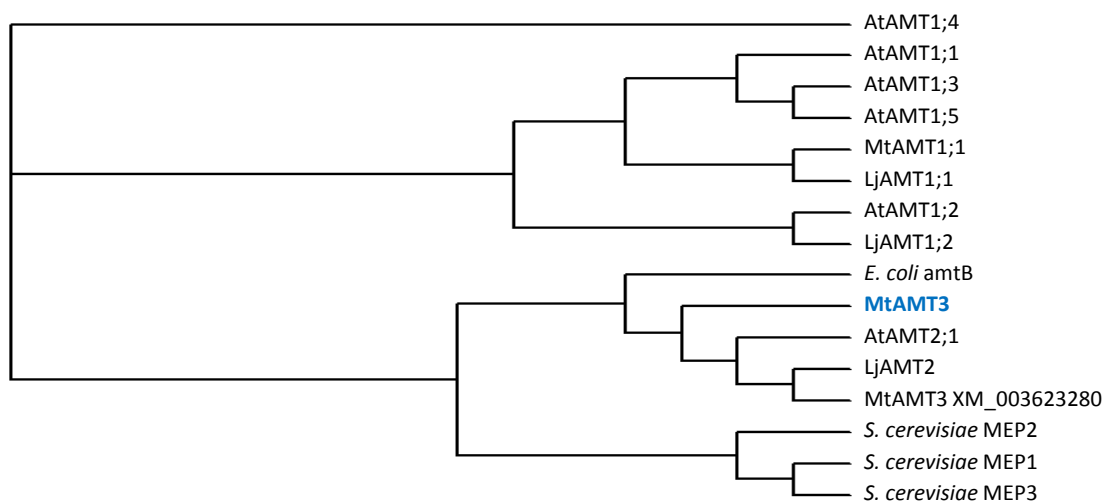 AtAMT1;4
AtAMT1;1
AtAMT1;3
AtAMT1;5
MtAMT1;1
LjAMT1;1
AtAMT1;2
LjAMT1;2
E. coli amtB
MtAMT3
AtAMT2;1
LjAMT2
MtAMT3 XM_003623280
S. cerevisiae MEP2
S. cerevisiae MEP1
S. cerevisiae MEP3